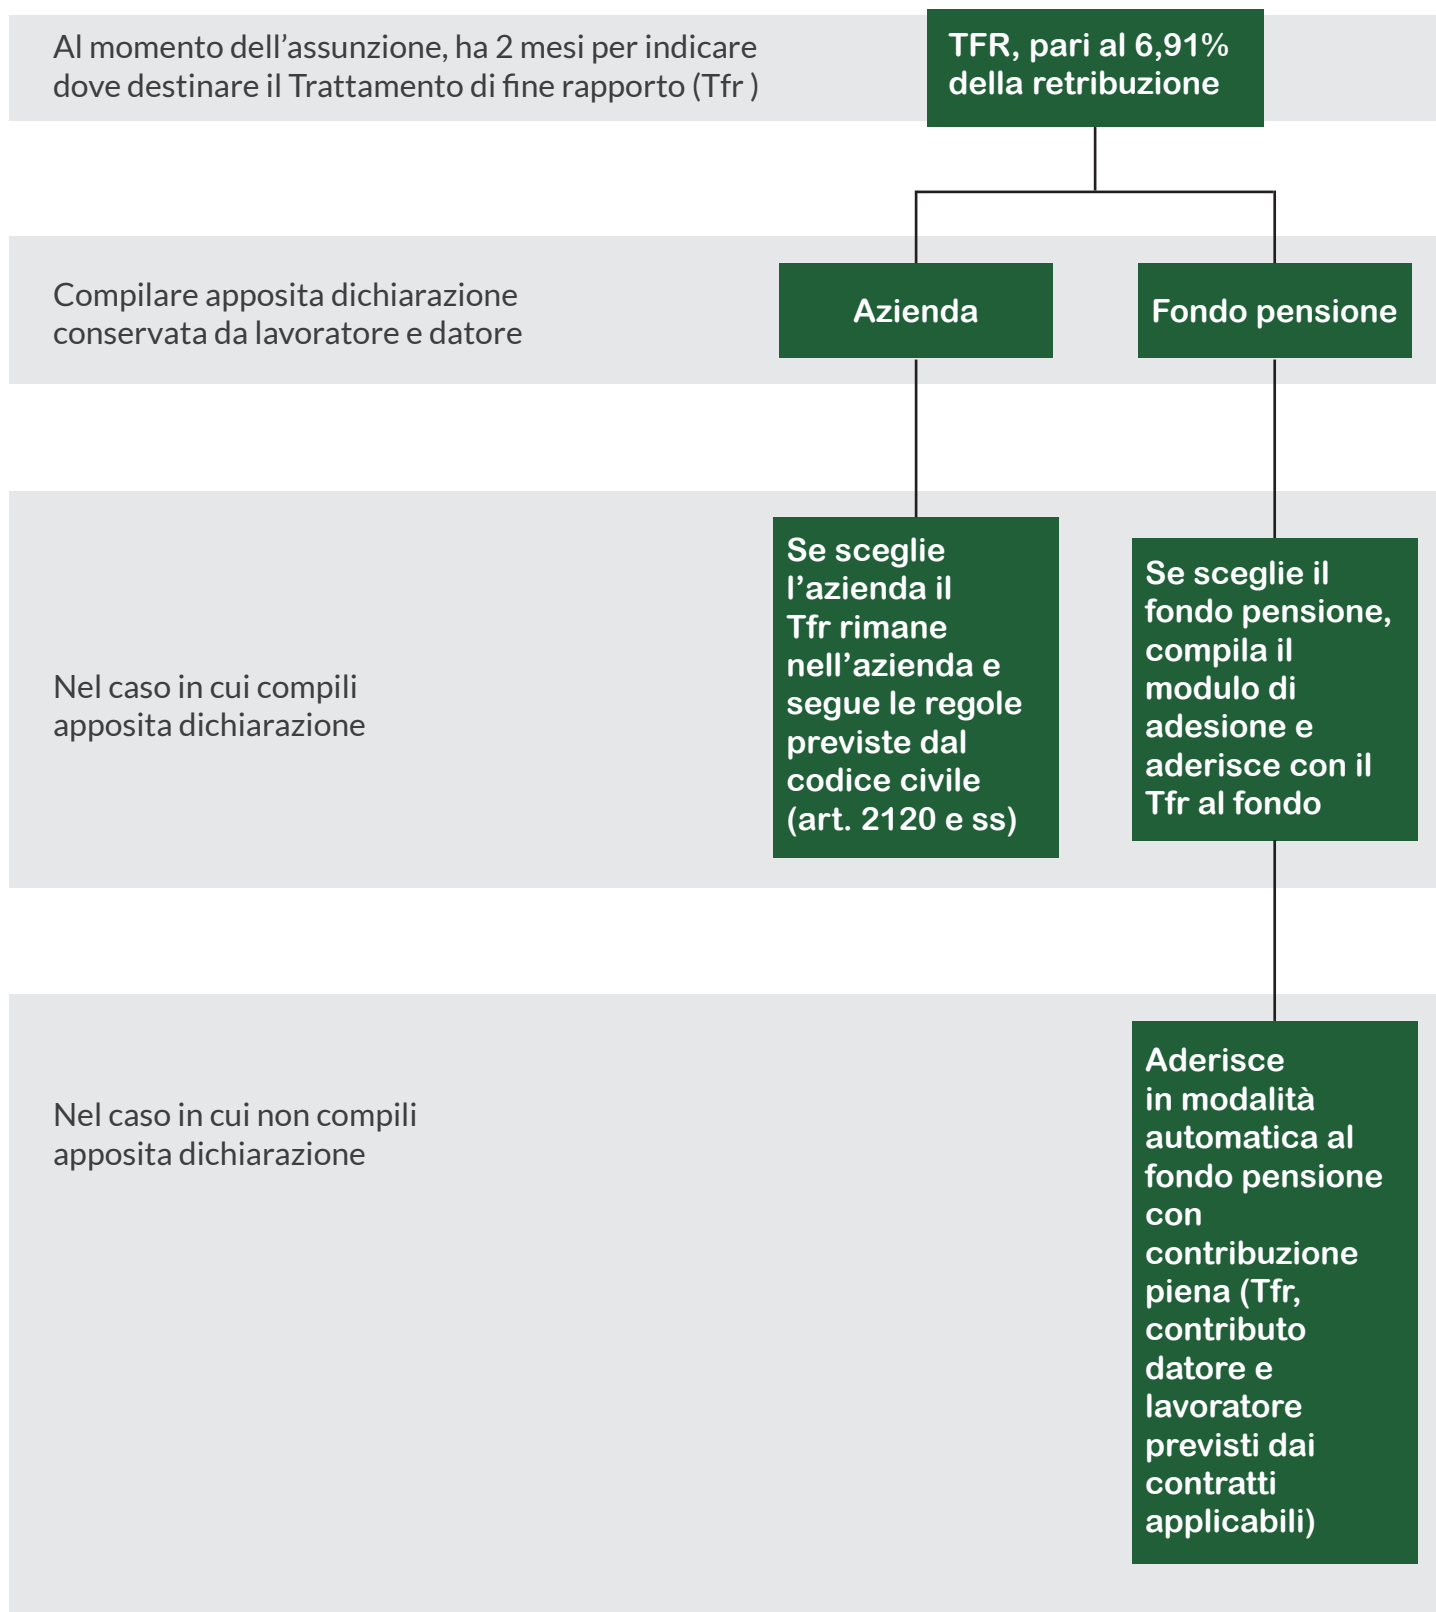 Al momento dell’assunzione, ha 2 mesi per indicare
dove destinare il Trattamento di fine rapporto (Tfr )
TFR, pari al 6,91%
della retribuzione
Compilare apposita dichiarazione
conservata da lavoratore e datore
Azienda
Fondo pensione
Nel caso in cui compili
apposita dichiarazione
Se sceglie
l’azienda il
Tfr rimane
nell’azienda e
segue le regole
previste dal
codice civile
(art. 2120 e ss)
Se sceglie il
fondo pensione,
compila il
modulo di
adesione e
aderisce con il
Tfr al fondo
Nel caso in cui non compili
apposita dichiarazione
Aderisce
in modalità
automatica al
fondo pensione
con
contribuzione
piena (Tfr,
contributo
datore e
lavoratore
previsti dai
contratti
applicabili)